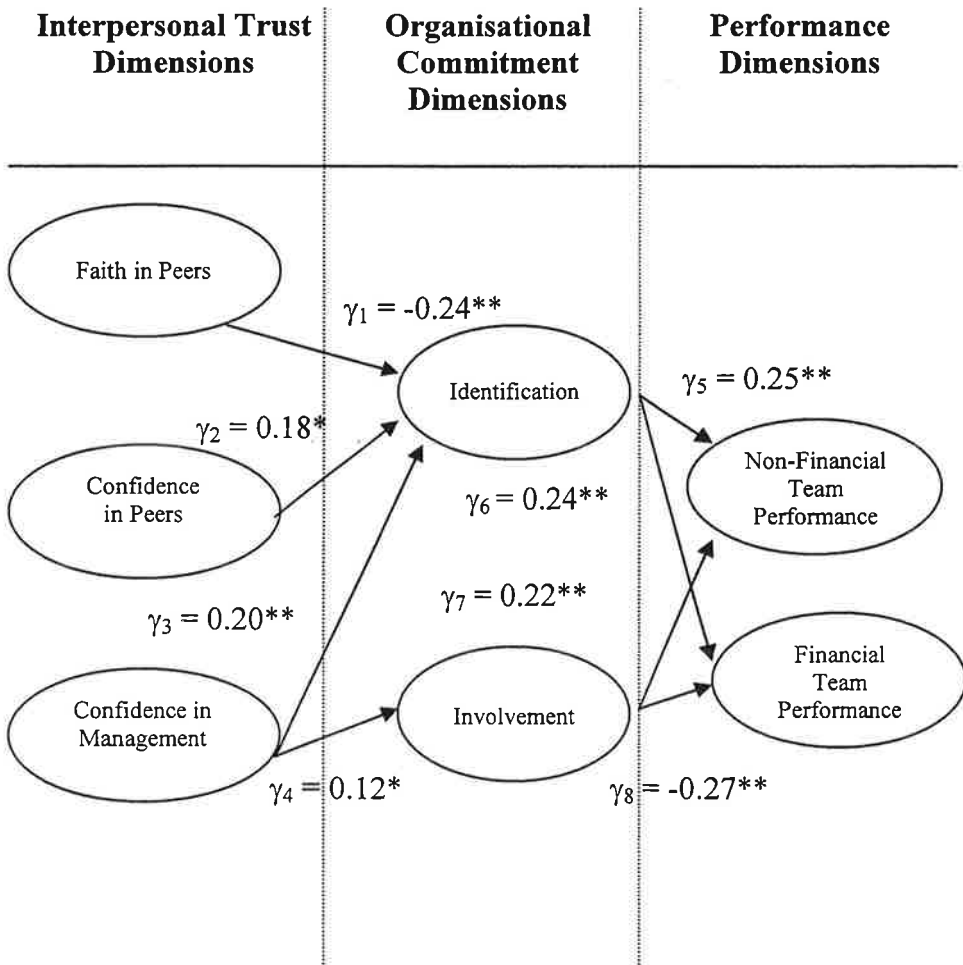 Interpersonal Trust
Dimensions
Organisational
Commitment
Dimensions
Performance
Dimensions
Faith in Peers
γ1 = -0.24**
Identification
γ5 = 0.25**
γ2 = 0.18*
Confidence
in Peers
Non-Financial
Team
Performance
γ6 = 0.24**
γ7 = 0.22**
γ3 = 0.20**
Financial
Team
Performance
Confidence in
Management
Involvement
γ4 = 0.12*
γ8 = -0.27**